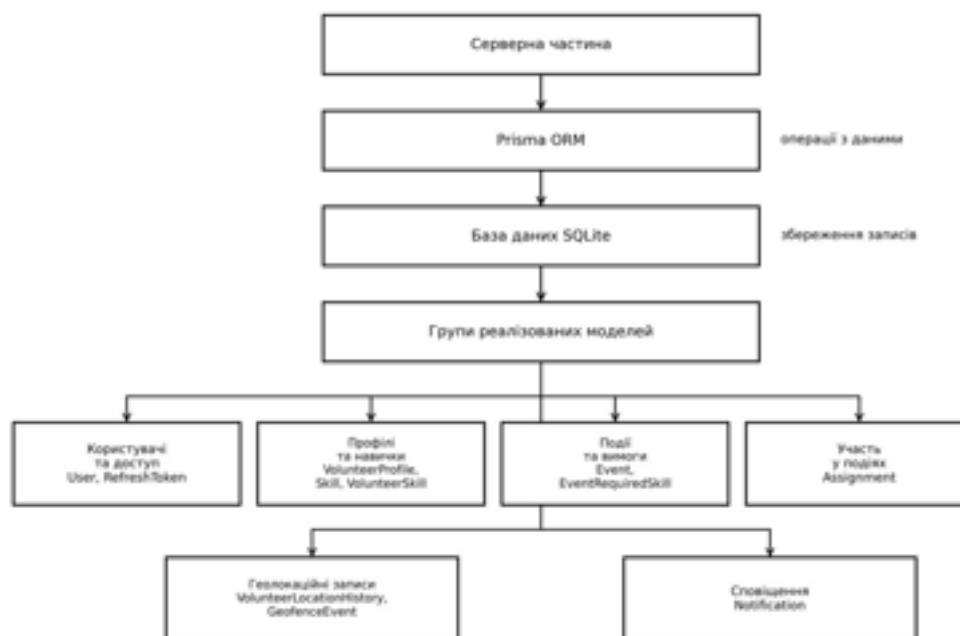 Серверна частина
Prisma ORM
операції з даними
База даних SQLite
збереження записів
Групи реалізованих моделей
Користувачі
та доступ
User, RefreshToken
Профілі
та навички
VolunteerProfile,
Skill, VolunteerSkill
Події
та вимоги
Event,
EventRequiredSkill
Участь
у подіях
Assignment
Геолокаційні записи
VolunteerLocationHistory,
GeofenceEvent
Сповіщення
Notification